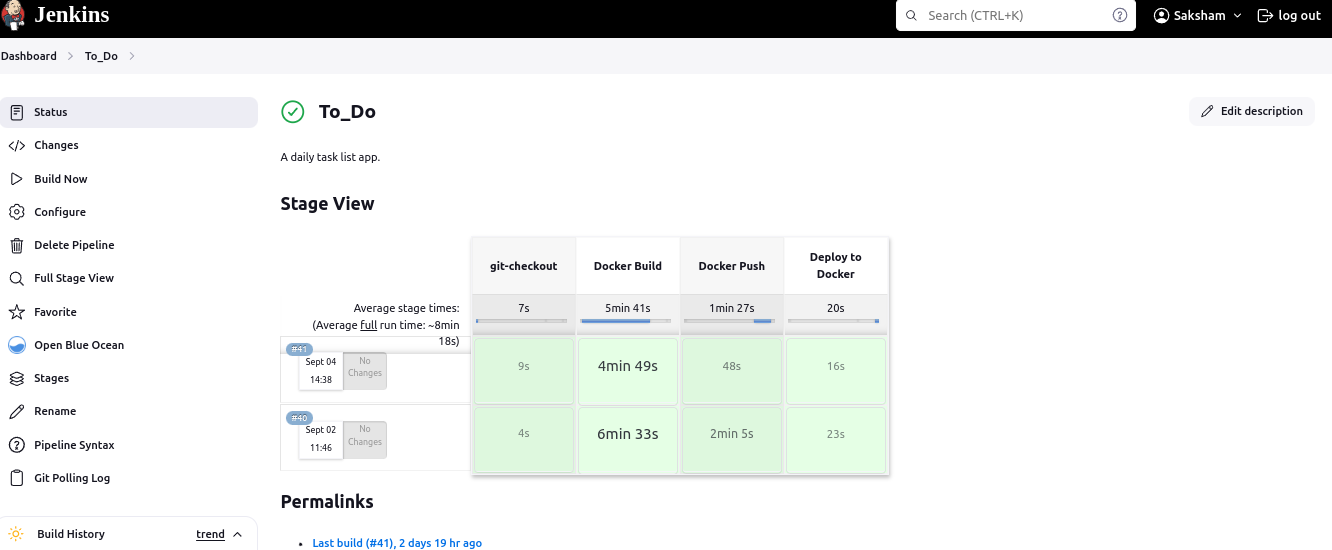 Jenkins
Search (CTRL+K)
Saksham
log out
Dashboard
To_Do
Status
Changes
Build Now
Configure
Delete Pipeline
Full Stage View
Favorite
Open Blue Ocean
Stages
Rename
Pipeline Syntax
Git Polling Log
Build History
trend
To_Do
Edit description
A daily task list app.
Stage View
git-checkout
Docker Build
Docker Push
Deploy to
Docker
Average stage times:
(Average full run time: ~8min
18s)
7s
5min 41s
1min 27s
20s
#41
Sept 04
14:38
No
Changes
9s
4min 49s
48s
16s
#40
Sept 02
11:46
No
Changes
4s
6min 33s
2min 5s
23s
Permalinks
Last build (#41), 2 days 19 hr ago